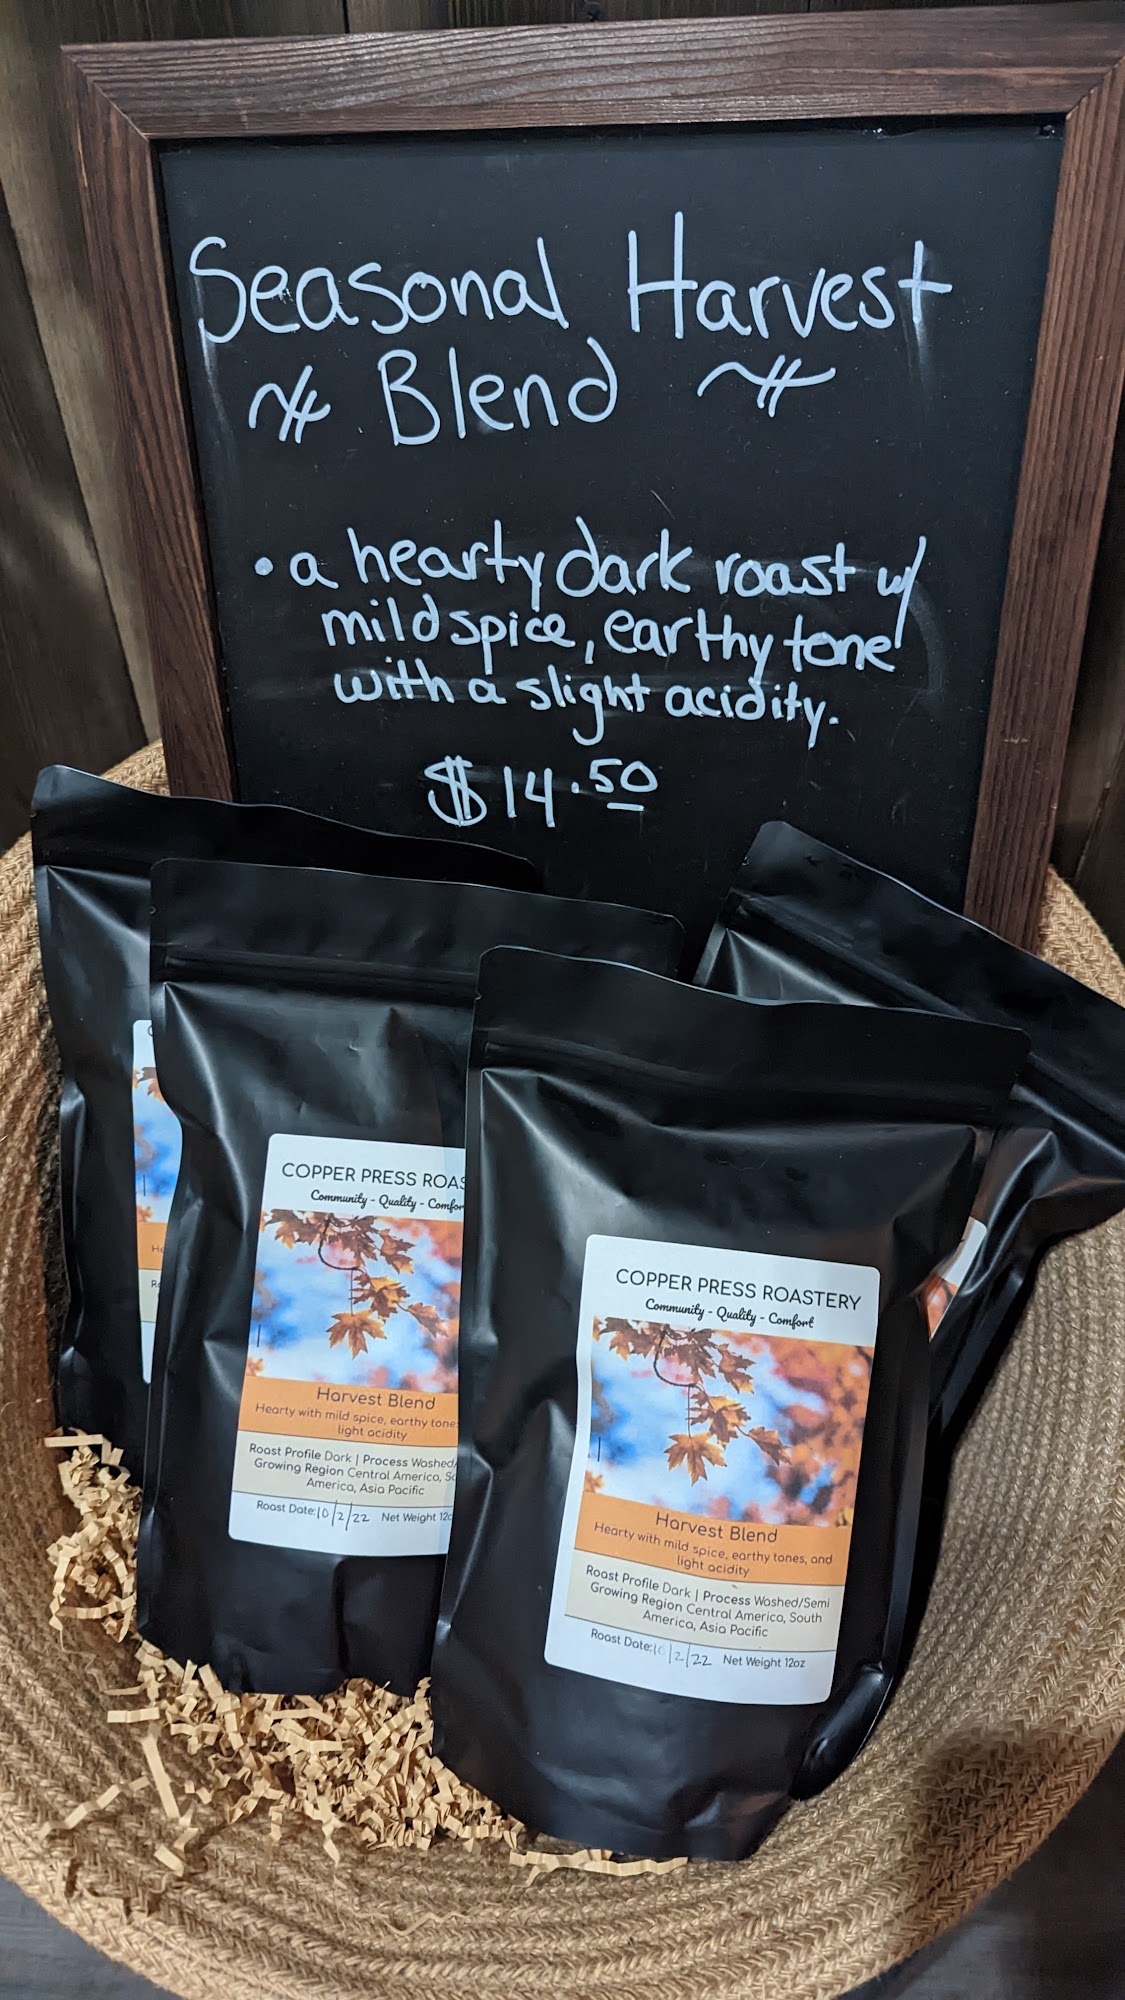 Seasonal Harvest
Blend
• a hearty dark roast w/
mild spice, earthy tone
with a slight acidity.
$14.50
COPPER PRESS ROAS
Community - Quality - Comfor
Harvest Blend
Hearty with mild spice, earthy tone
light acidity
Roast Profile Dark | Process Washed/
Growing Region Central America, So
America, Asia Pacific
Roast Date: 10/2/22 Net Weight 12o
COPPER PRESS ROASTERY
Community - Quality - Comfort
Harvest Blend
Hearty with mild spice, earthy tones, and
light acidity
Roast Profile Dark | Process Washed/Semi
Growing Region Central America, South
America, Asia Pacific
Roast Date: 10/2/22 Net Weight 12oz